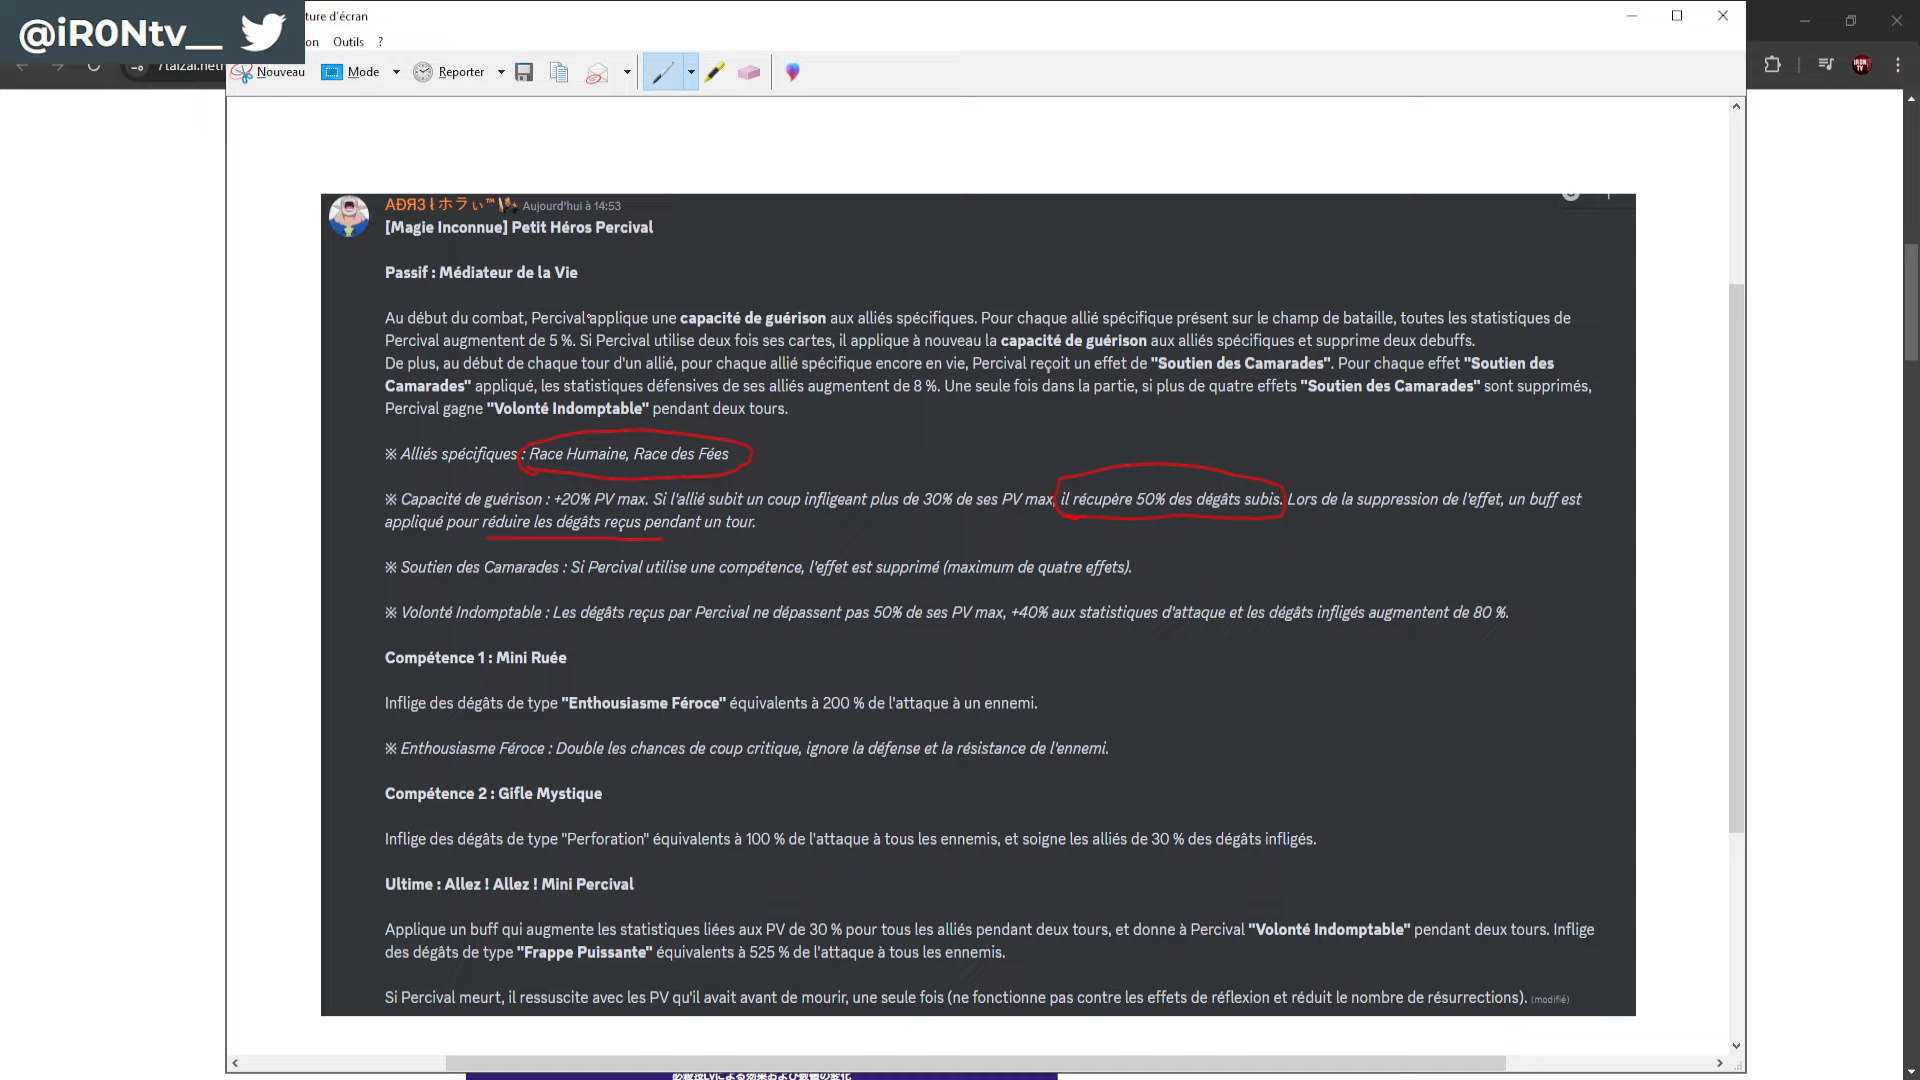 @iR0Ntv__
ture d'écran
on Outils ?
Nouveau Mode Reporter
ADЯ3łホラぃ™ Aujourd'hui à 14:53
[Magie Inconnue] Petit Héros Percival
Passif : Médiateur de la Vie
Au début du combat, Percival applique une capacité de guérison aux alliés spécifiques. Pour chaque allié spécifique présent sur le champ de bataille, toutes les statistiques de
Percival augmentent de 5 %. Si Percival utilise deux fois ses cartes, il applique à nouveau la capacité de guérison aux alliés spécifiques et supprime deux debuffs.
De plus, au début de chaque tour d'un allié, pour chaque allié spécifique encore en vie, Percival reçoit un effet de "Soutien des Camarades". Pour chaque effet "Soutien des
Camarades" appliqué, les statistiques défensives de ses alliés augmentent de 8 %. Une seule fois dans la partie, si plus de quatre effets "Soutien des Camarades" sont supprimés,
Percival gagne "Volonté Indomptable" pendant deux tours.
※ Alliés spécifiques : Race Humaine, Race des Fées
※ Capacité de guérison : +20% PV max. Si l'allié subit un coup infligeant plus de 30% de ses PV max, il récupère 50% des dégâts subis. Lors de la suppression de l'effet, un buff est
appliqué pour réduire les dégâts reçus pendant un tour.
※ Soutien des Camarades : Si Percival utilise une compétence, l'effet est supprimé (maximum de quatre effets).
※ Volonté Indomptable : Les dégâts reçus par Percival ne dépassent pas 50% de ses PV max, +40% aux statistiques d'attaque et les dégâts infligés augmentent de 80 %.
Compétence 1 : Mini Ruée
Inflige des dégâts de type "Enthousiasme Féroce" équivalents à 200 % de l'attaque à un ennemi.
※ Enthousiasme Féroce : Double les chances de coup critique, ignore la défense et la résistance de l'ennemi.
Compétence 2 : Gifle Mystique
Inflige des dégâts de type "Perforation" équivalents à 100 % de l'attaque à tous les ennemis, et soigne les alliés de 30 % des dégâts infligés.
Ultime : Allez ! Allez ! Mini Percival
Applique un buff qui augmente les statistiques liées aux PV de 30 % pour tous les alliés pendant deux tours, et donne à Percival "Volonté Indomptable" pendant deux tours. Inflige
des dégâts de type "Frappe Puissante" équivalents à 525 % de l'attaque à tous les ennemis.
Si Percival meurt, il ressuscite avec les PV qu'il avait avant de mourir, une seule fois (ne fonctionne pas contre les effets de réflexion et réduit le nombre de résurrections). (modifié)